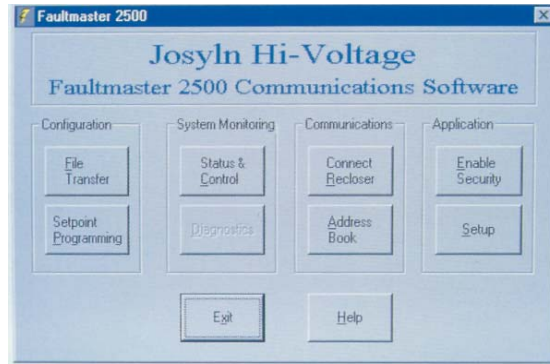 Faultmaster 2500
Josyln Hi-Voltage
Faultmaster 2500 Communications Software
Configuration
System Monitoring
Communications
Application
File
Transfer
Status &
Control
Connect
Recloser
Enable
Security
Setpoint
Programming
Diagnostics
Address
Book
Setup
Exit
Help